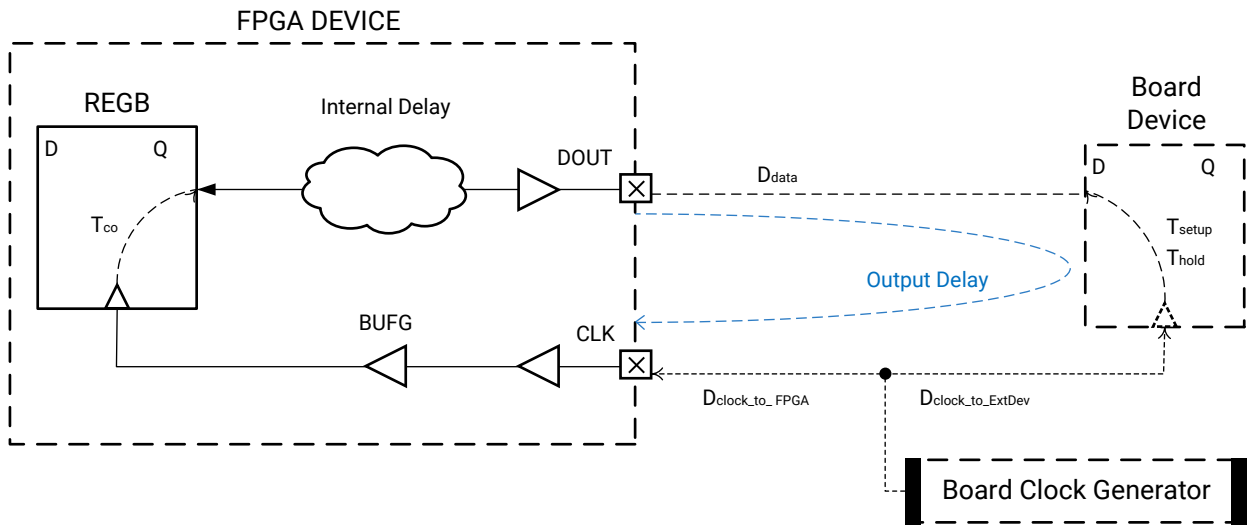 FPGA DEVICE
REGB
D
Q
Tco
Internal Delay
DOUT
BUFG
CLK
Ddata
Output Delay
Dclock_to_ FPGA
Dclock_to_ExtDev
Board
Device
D
Q
Tsetup
Thold
Board Clock Generator